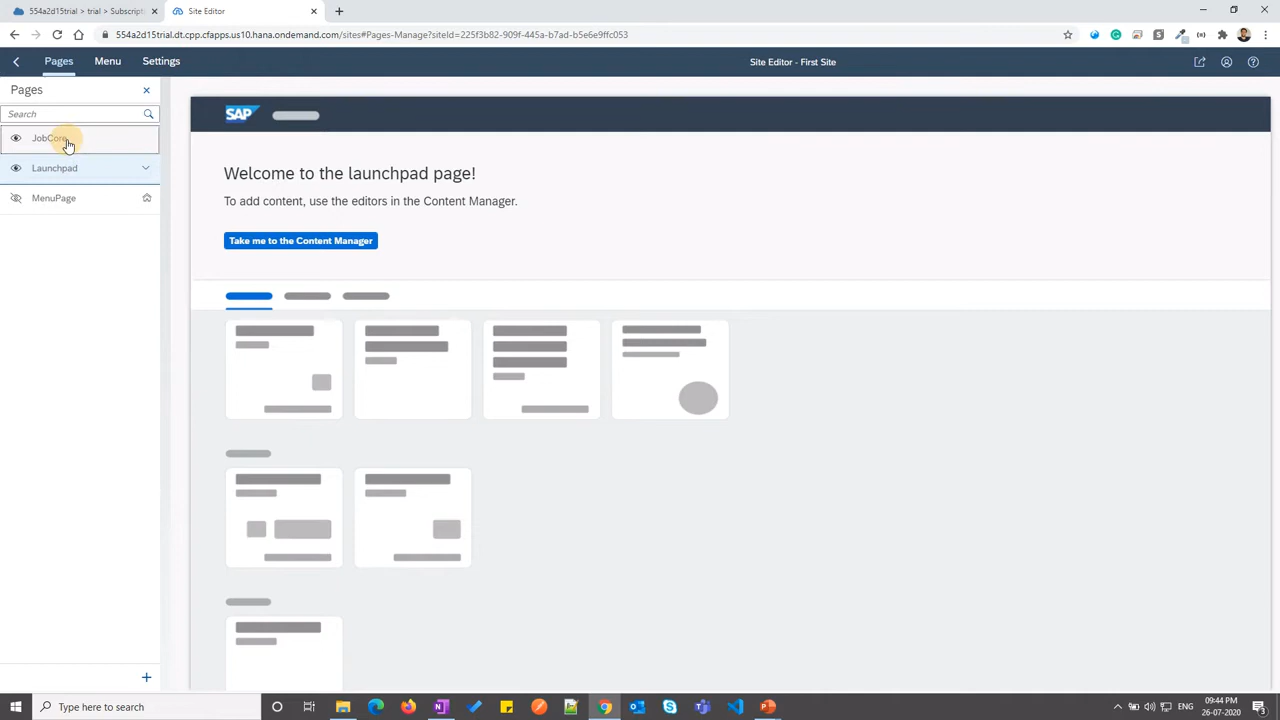 554a2d15trial > trial > Subscripti
Site Editor
554a2d15trial.dt.cpp.cfapps.us10.hana.ondemand.com/sites#Pages-Manage?siteId=225f3b82-909f-445a-b7ad-b5e6e9ffc053
Pages
Menu
Settings
Site Editor - First Site
Pages
Search
JobCore
Launchpad
MenuPage
SAP
Welcome to the launchpad page!
To add content, use the editors in the Content Manager.
Take me to the Content Manager
Type here to search
ENG
09:44 PM
26-07-2020